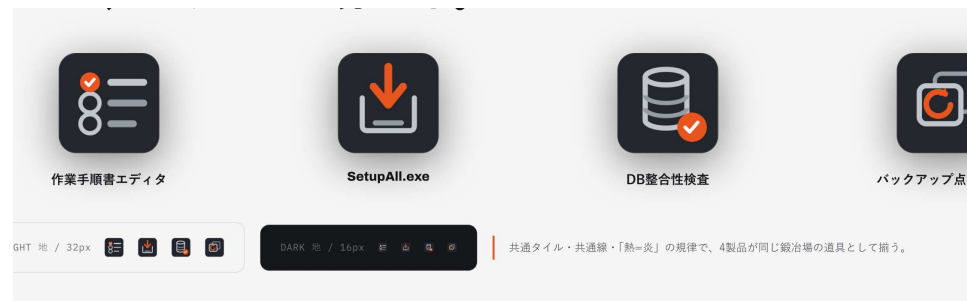 作業手順書エディタ
SetupAll.exe
DB整合性検査
バックアップ点
GHT 地 / 32px
DARK 地 / 16px
共通タイル・共通線・「熱=炎」の規律で、4製品が同じ鍛冶場の道具として揃う。